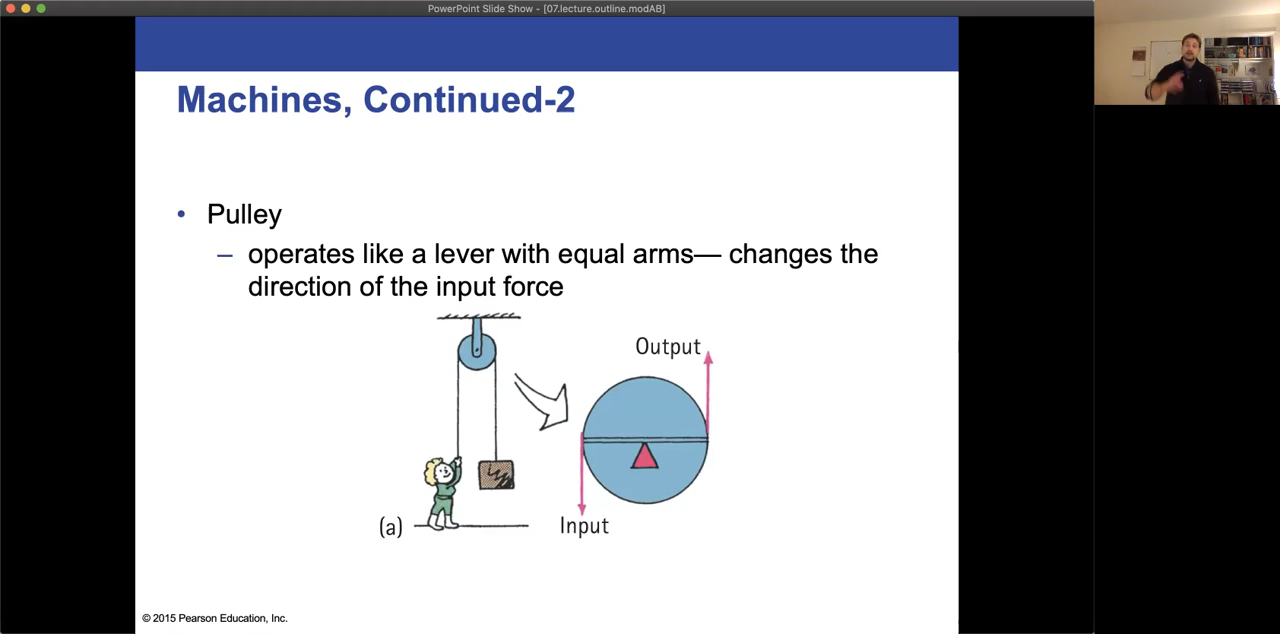 PowerPoint Slide Show - [07.lecture.outline.modAB]
Machines, Continued-2
• Pulley
– operates like a lever with equal arms— changes the
direction of the input force
Output
Input
(a)
© 2015 Pearson Education, Inc.